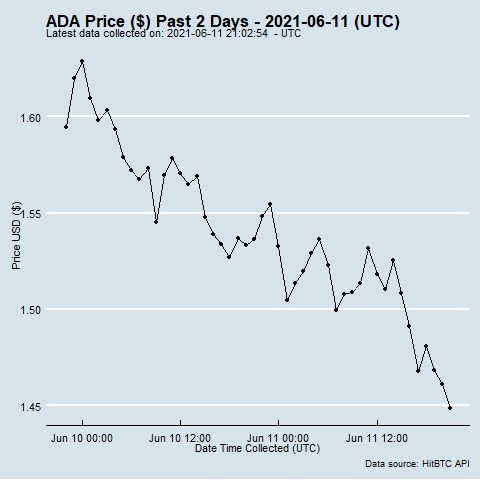 ADA Price ($) Past 2 Days - 2021-06-11 (UTC)
Latest data collected on: 2021-06-11 21:02:54 - UTC
1.60
1.55
Price USD ($)
1.50
1.45
Jun 10 00:00 Jun 10 12:00 Jun 11 00:00 Jun 11 12:00
Date Time Collected (UTC)
Data source: HitBTC API